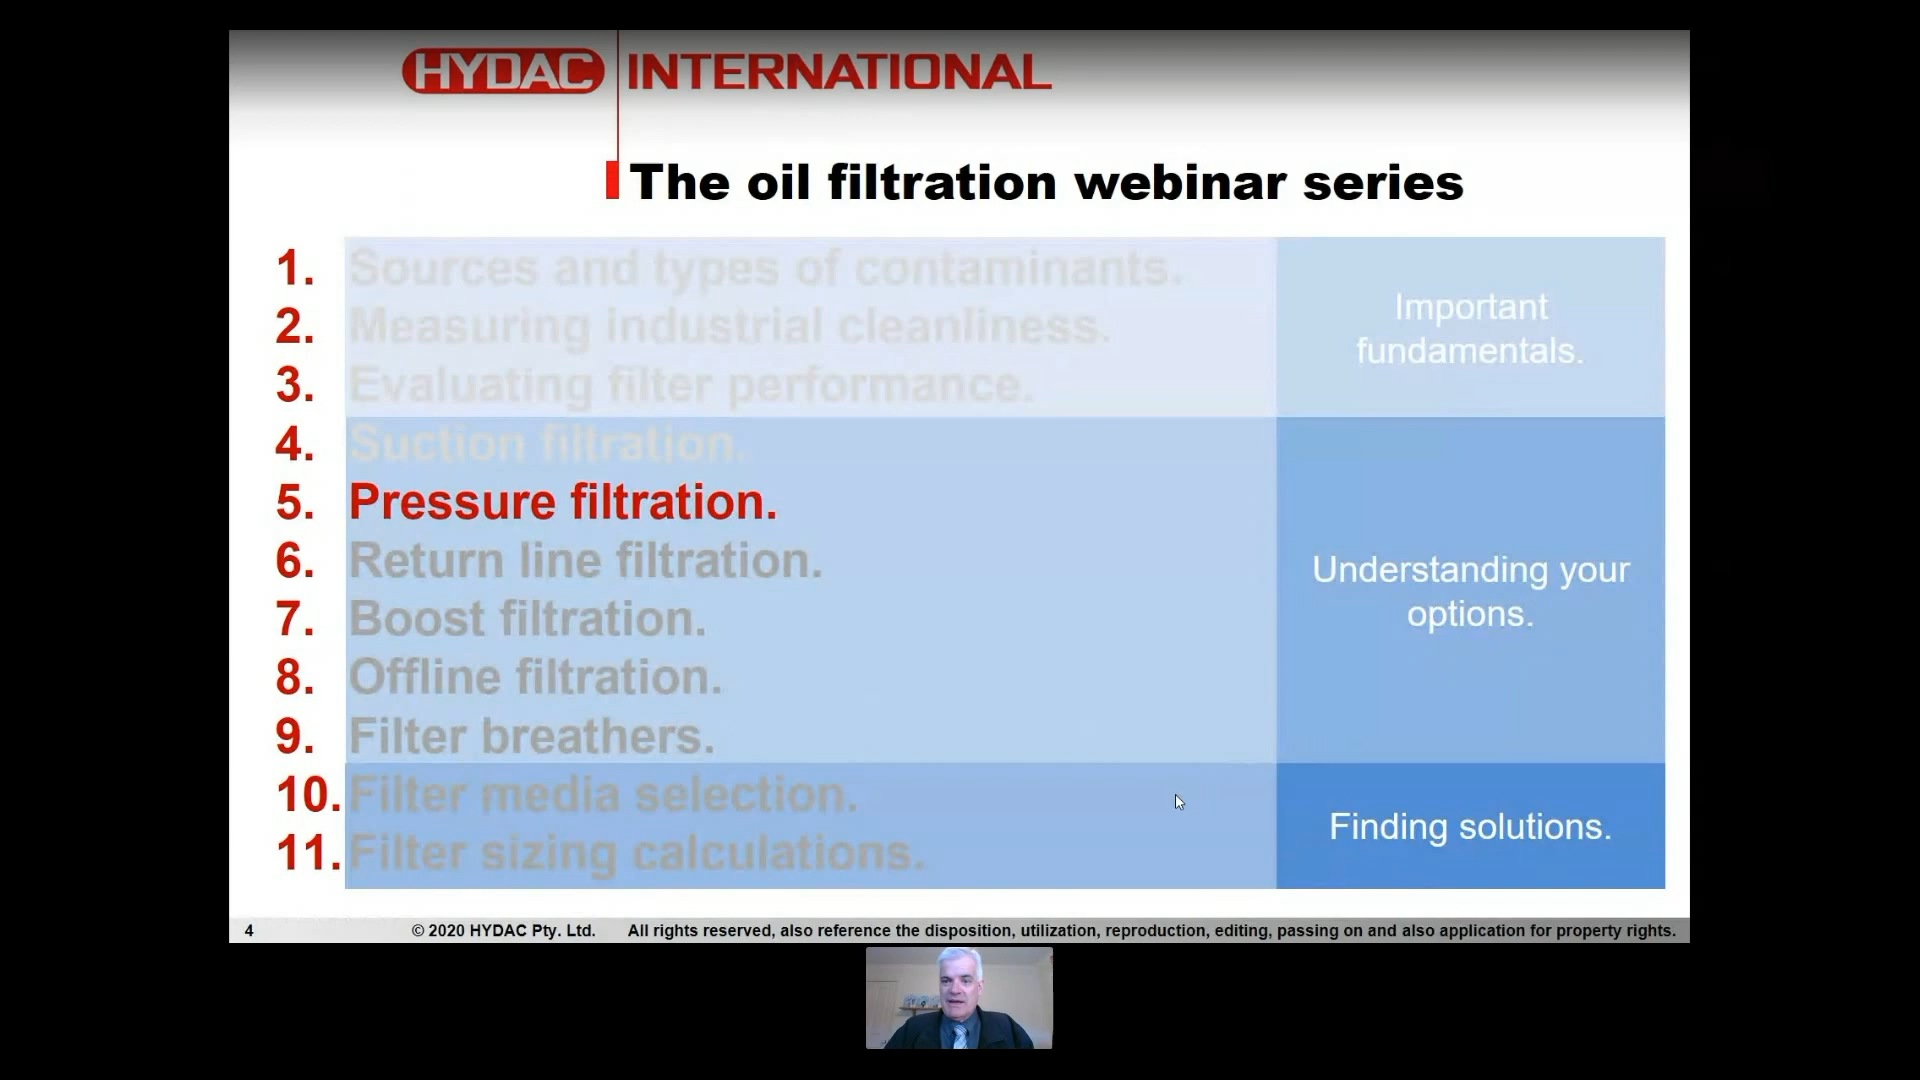 HYDAC INTERNATIONAL
The oil filtration webinar series
1. Sources and types of contaminants.
2. Measuring industrial cleanliness.
3. Evaluating filter performance.
Important
fundamentals.
4. Suction filtration.
5. Pressure filtration.
6. Return line filtration.
7. Boost filtration.
8. Offline filtration.
9. Filter breathers.
Understanding your
options.
10. Filter media selection.
11. Filter sizing calculations.
Finding solutions.
4 © 2020 HYDAC Pty. Ltd. All rights reserved, also reference the disposition, utilization, reproduction, editing, passing on and also application for property rights.